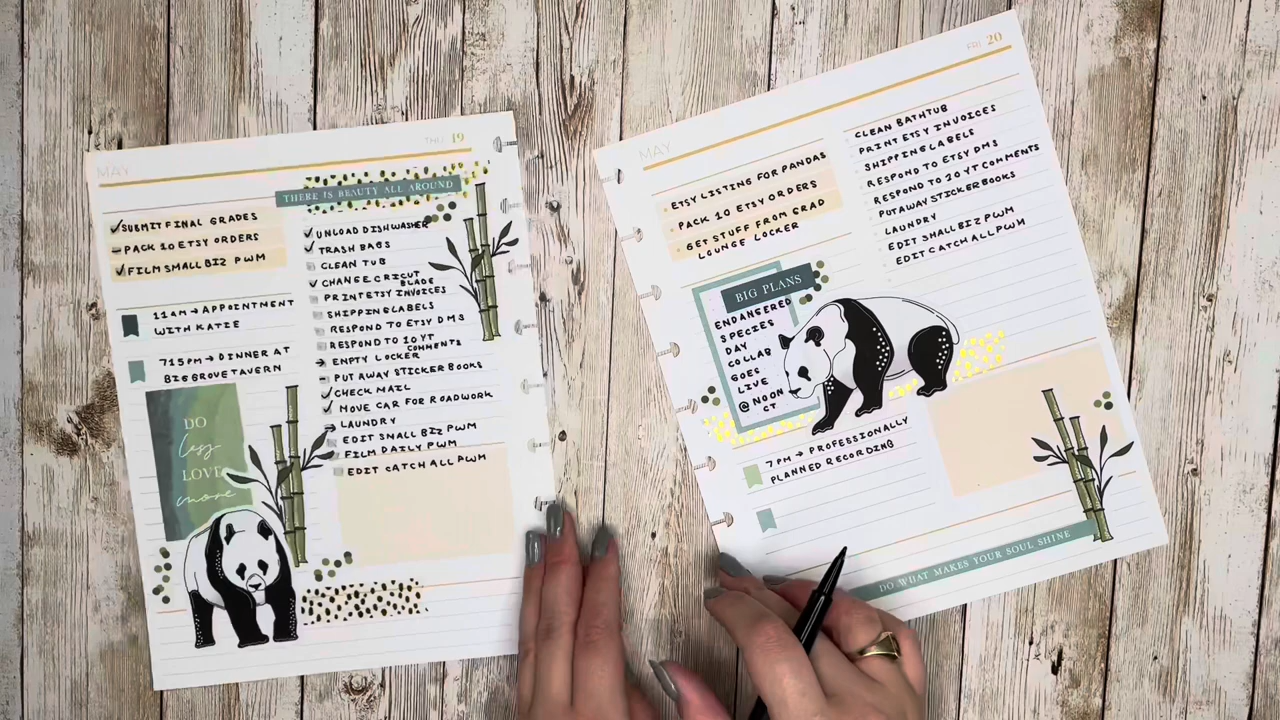 MAY
THU 19
THERE IS BEAUTY ALL AROUND
SUBMIT FINAL GRADES
PACK 10 ETSY ORDERS
FILM SMALL BIZ PWM
11AM → APPOINTMENT
WITH KATIE
715PM → DINNER AT
BIG GROVE TAVERN
DO
less
LOVE
more
UNLOAD DISHWASHER
TRASH BAGS
CLEAN TUB
CHANGE CRICUT
BLADE
PRINT ETSY INVOICES
SHIPPING LABELS
RESPOND TO ETSY DMS
RESPOND TO 10 YT
COMMENTS
EMPTY LOCKER
PUT AWAY STICKER BOOKS
CHECK MAIL
MOVE CAR FOR ROADWORK
LAUNDRY
EDIT SMALL BIZ PWM
FILM DAILY PWM
EDIT CATCH ALL PWM
MAY
FRI 20
ETSY LISTING FOR PANDAS
PACK 10 ETSY ORDERS
GET STUFF FROM GRAD
LOUNGE LOCKER
BIG PLANS
ENDANGERED
SPECIES
DAY
COLLAB
GOES
LIVE
@ NOON
CT
7PM → PROFESSIONALLY
PLANNED RECORDING
CLEAN BATHTUB
PRINT ETSY INVOICES
SHIPPING LABELS
RESPOND TO ETSY DMS
RESPOND TO 20 YT COMMENTS
PUT AWAY STICKER BOOKS
LAUNDRY
EDIT SMALL BIZ PWM
EDIT CATCH ALL PWM
DO WHAT MAKES YOUR SOUL SHINE